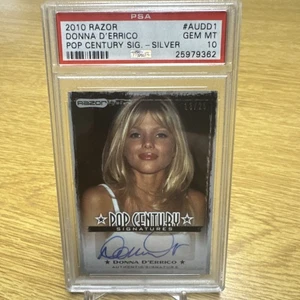 PSA
2010 RAZOR #AUDD1
DONNA D'ERRICO GEM MT
POP CENTURY SIG. -SILVER 10
25979362
RAZOR
POP CENTURY
SIGNATURES
DONNA D'ERRICO